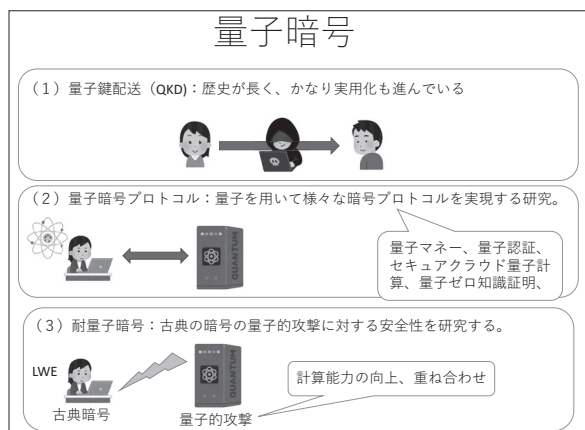 量子暗号
（１）量子鍵配送（QKD)：歴史が長く、かなり実用化も進んでいる
（２）量子暗号プロトコル：量子を用いて様々な暗号プロトコルを実現する研究。
QUANTUM
量子マネー、量子認証、
セキュアクラウド量子計
算、量子ゼロ知識証明、
（３）耐量子暗号：古典の暗号の量子的攻撃に対する安全性を研究する。
LWE
QUANTUM
計算能力の向上、重ね合わせ
古典暗号
量子的攻撃